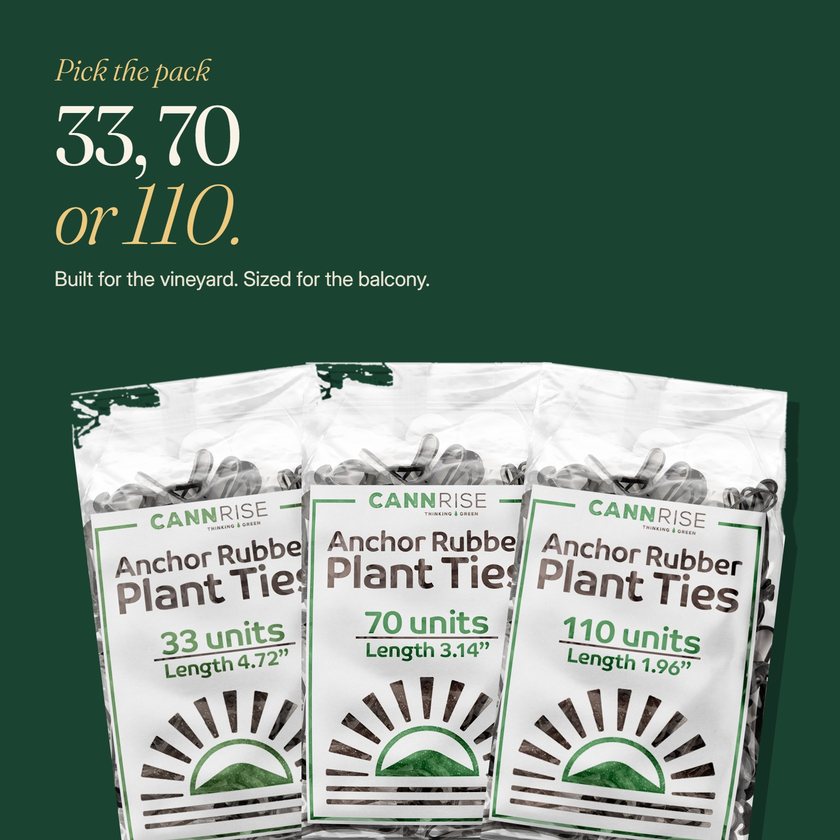 Pick the pack
33, 70
or 110.
Built for the vineyard. Sized for the balcony.
CANNRISE
THINKING GREEN
Anchor Rubbe
Plant Ties
33 units
Length 4.72”
CANNRISE
THINKING GREEN
Anchor Rubbe
Plant Ties
70 units
Length 3.14”
CANNRISE
THINKING GREEN
Anchor Rubber
Plant Ties
110 units
Length 1.96”